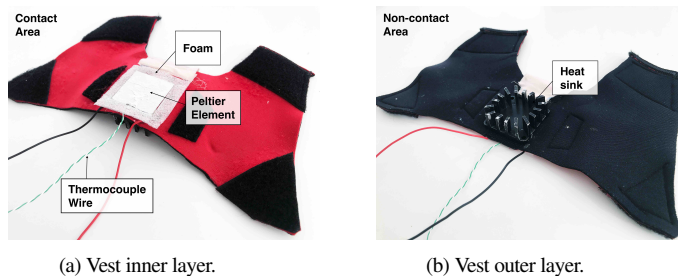 Contact
Area
Foam
Peltier
Element
Thermocouple
Wire
(a) Vest inner layer.
Non-contact
Area
Heat
sink
(b) Vest outer layer.